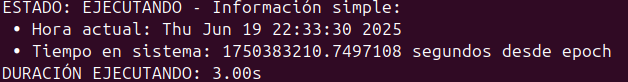 ESTADO: EJECUTANDO - Información simple:
• Hora actual: Thu Jun 19 22:33:30 2025
• Tiempo en sistema: 1750383210.7497108 segundos desde epoch
DURACIÓN EJECUTANDO: 3.00s